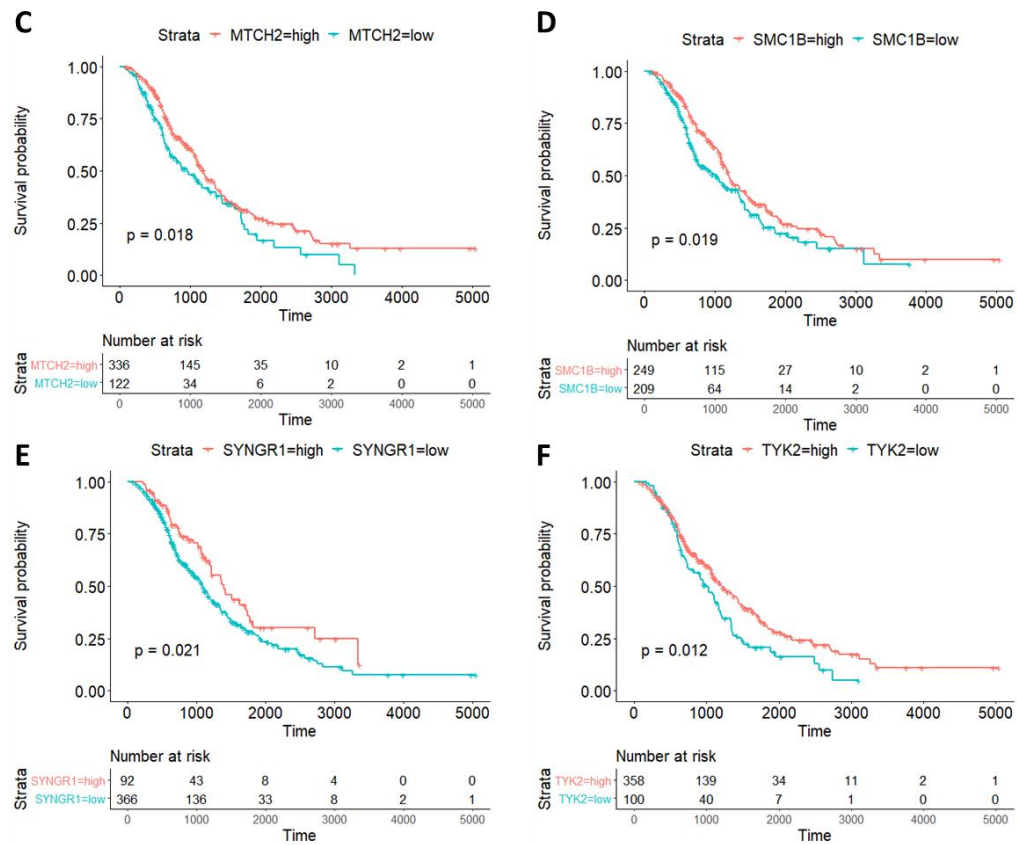 C
Strata MTCH2=high MTCH2=low
Survival probability
1.00
0.75
0.50
0.25
0.00
p = 0.018
0 1000 2000 3000 4000 5000
Time
Number at risk
Strata
MTCH2=high 336 145 35 10 2 1
MTCH2=low 122 34 6 2 0 0
0 1000 2000 3000 4000 5000
Time
D
Strata SMC1B=high SMC1B=low
Survival probability
1.00
0.75
0.50
0.25
0.00
p = 0.019
0 1000 2000 3000 4000 5000
Time
Number at risk
Strata
SMC1B=high 249 115 27 10 2 1
SMC1B=low 209 64 14 2 0 0
0 1000 2000 3000 4000 5000
Time
E
Strata SYNGR1=high SYNGR1=low
Survival probability
1.00
0.75
0.50
0.25
0.00
p = 0.021
0 1000 2000 3000 4000 5000
Time
Number at risk
Strata
SYNGR1=high 92 43 8 4 0 0
SYNGR1=low 366 136 33 8 2 1
0 1000 2000 3000 4000 5000
Time
F
Strata TYK2=high TYK2=low
Survival probability
1.00
0.75
0.50
0.25
0.00
p = 0.012
0 1000 2000 3000 4000 5000
Time
Number at risk
Strata
TYK2=high 358 139 34 11 2 1
TYK2=low 100 40 7 1 0 0
0 1000 2000 3000 4000 5000
Time